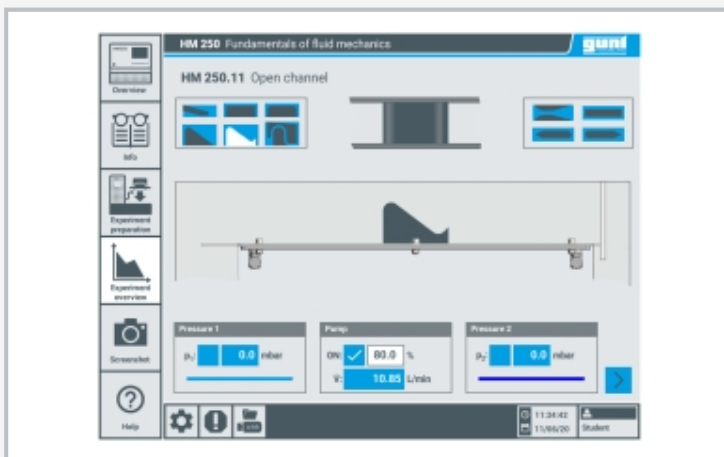 HM 250 Fundamentals of fluid mechanics
gunt
HM 250.11 Open channel
Overview
Info
Experiment
preparation
Experiment
overview
Screenshot
Help
Pressure 1
p₁: 0.0 mbar
Pump
ON: 80.0 %
V: 10.85 L/min
Pressure 2
p₂: 0.0 mbar
11:34:42
11/06/20
Student